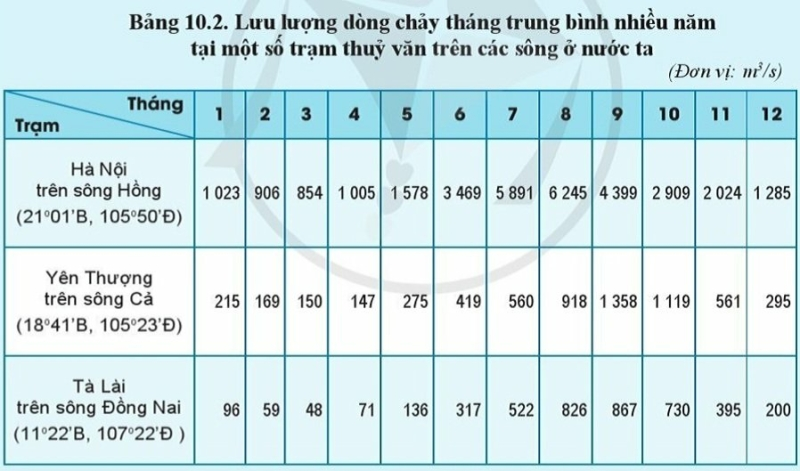 Bảng 10.2. Lưu lượng dòng chảy tháng trung bình nhiều năm
tại một số trạm thuỷ văn trên các sông ở nước ta
(Đơn vị: m³/s)
Tháng
Trạm
1 2 3 4 5 6 7 8 9 10 11 12
Hà Nội
trên sông Hồng
(21°01'B, 105°50'Đ)
1 023 906 854 1 005 1 578 3 469 5 891 6 245 4 399 2 909 2 024 1 285
Yên Thượng
trên sông Cả
(18°41'B, 105°23'Đ)
215 169 150 147 275 419 560 918 1 358 1 119 561 295
Tà Lài
trên sông Đồng Nai
(11°22'B, 107°22'Đ )
96 59 48 71 136 317 522 826 867 730 395 200